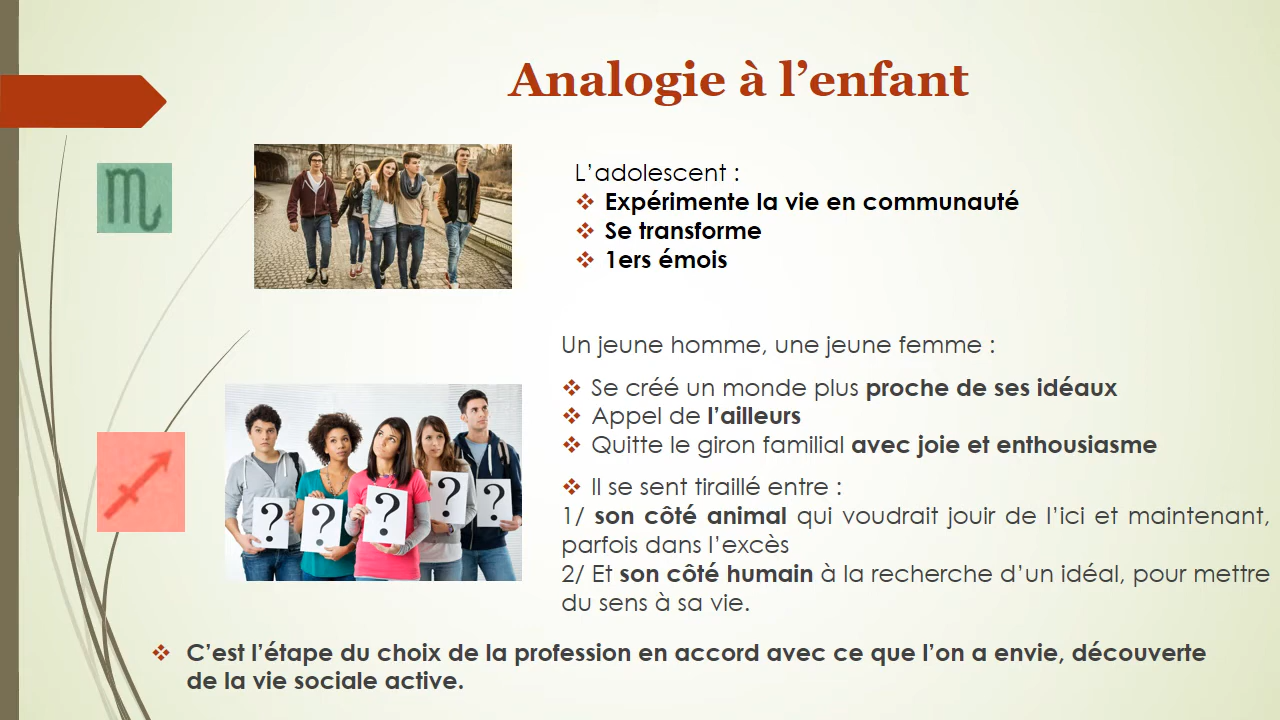 Analogie à l’enfant
L’adolescent :
❖ Expérimente la vie en communauté
❖ Se transforme
❖ 1ers émois
Un jeune homme, une jeune femme :
❖ Se créé un monde plus proche de ses idéaux
❖ Appel de l’ailleurs
❖ Quitte le giron familial avec joie et enthousiasme
❖ Il se sent tiraillé entre :
1/ son côté animal qui voudrait jouir de l’ici et maintenant,
parfois dans l’excès
2/ Et son côté humain à la recherche d’un idéal, pour mettre
du sens à sa vie.
? ? ? ? ?
❖ C’est l’étape du choix de la profession en accord avec ce que l’on a envie, découverte
de la vie sociale active.